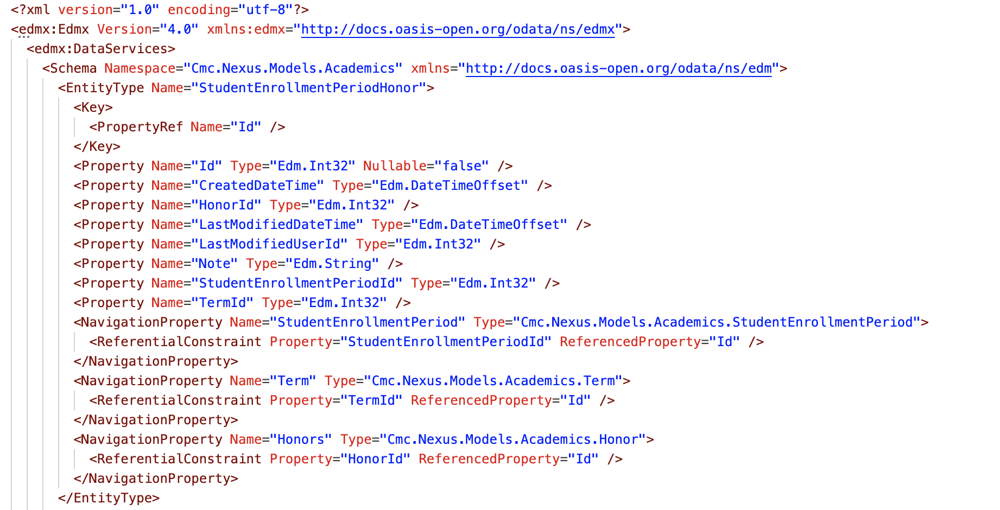 <?xml version="1.0" encoding="utf-8"?>
<edmx:Edmx Version="4.0" xmlns:edmx="http://docs.oasis-open.org/odata/ns/edmx">
<edmx:DataServices>
<Schema Namespace="Cmc.Nexus.Models.Academics" xmlns="http://docs.oasis-open.org/odata/ns/edm">
<EntityType Name="StudentEnrollmentPeriodHonor">
<Key>
<PropertyRef Name="Id" />
</Key>
<Property Name="Id" Type="Edm.Int32" Nullable="false" />
<Property Name="CreatedDateTime" Type="Edm.DateTimeOffset" />
<Property Name="HonorId" Type="Edm.Int32" />
<Property Name="LastModifiedDateTime" Type="Edm.DateTimeOffset" />
<Property Name="LastModifiedUserId" Type="Edm.Int32" />
<Property Name="Note" Type="Edm.String" />
<Property Name="StudentEnrollmentPeriodId" Type="Edm.Int32" />
<Property Name="TermId" Type="Edm.Int32" />
<NavigationProperty Name="StudentEnrollmentPeriod" Type="Cmc.Nexus.Models.Academics.StudentEnrollmentPeriod">
<ReferentialConstraint Property="StudentEnrollmentPeriodId" ReferencedProperty="Id" />
</NavigationProperty>
<NavigationProperty Name="Term" Type="Cmc.Nexus.Models.Academics.Term">
<ReferentialConstraint Property="TermId" ReferencedProperty="Id" />
</NavigationProperty>
<NavigationProperty Name="Honors" Type="Cmc.Nexus.Models.Academics.Honor">
<ReferentialConstraint Property="HonorId" ReferencedProperty="Id" />
</NavigationProperty>
</EntityType>